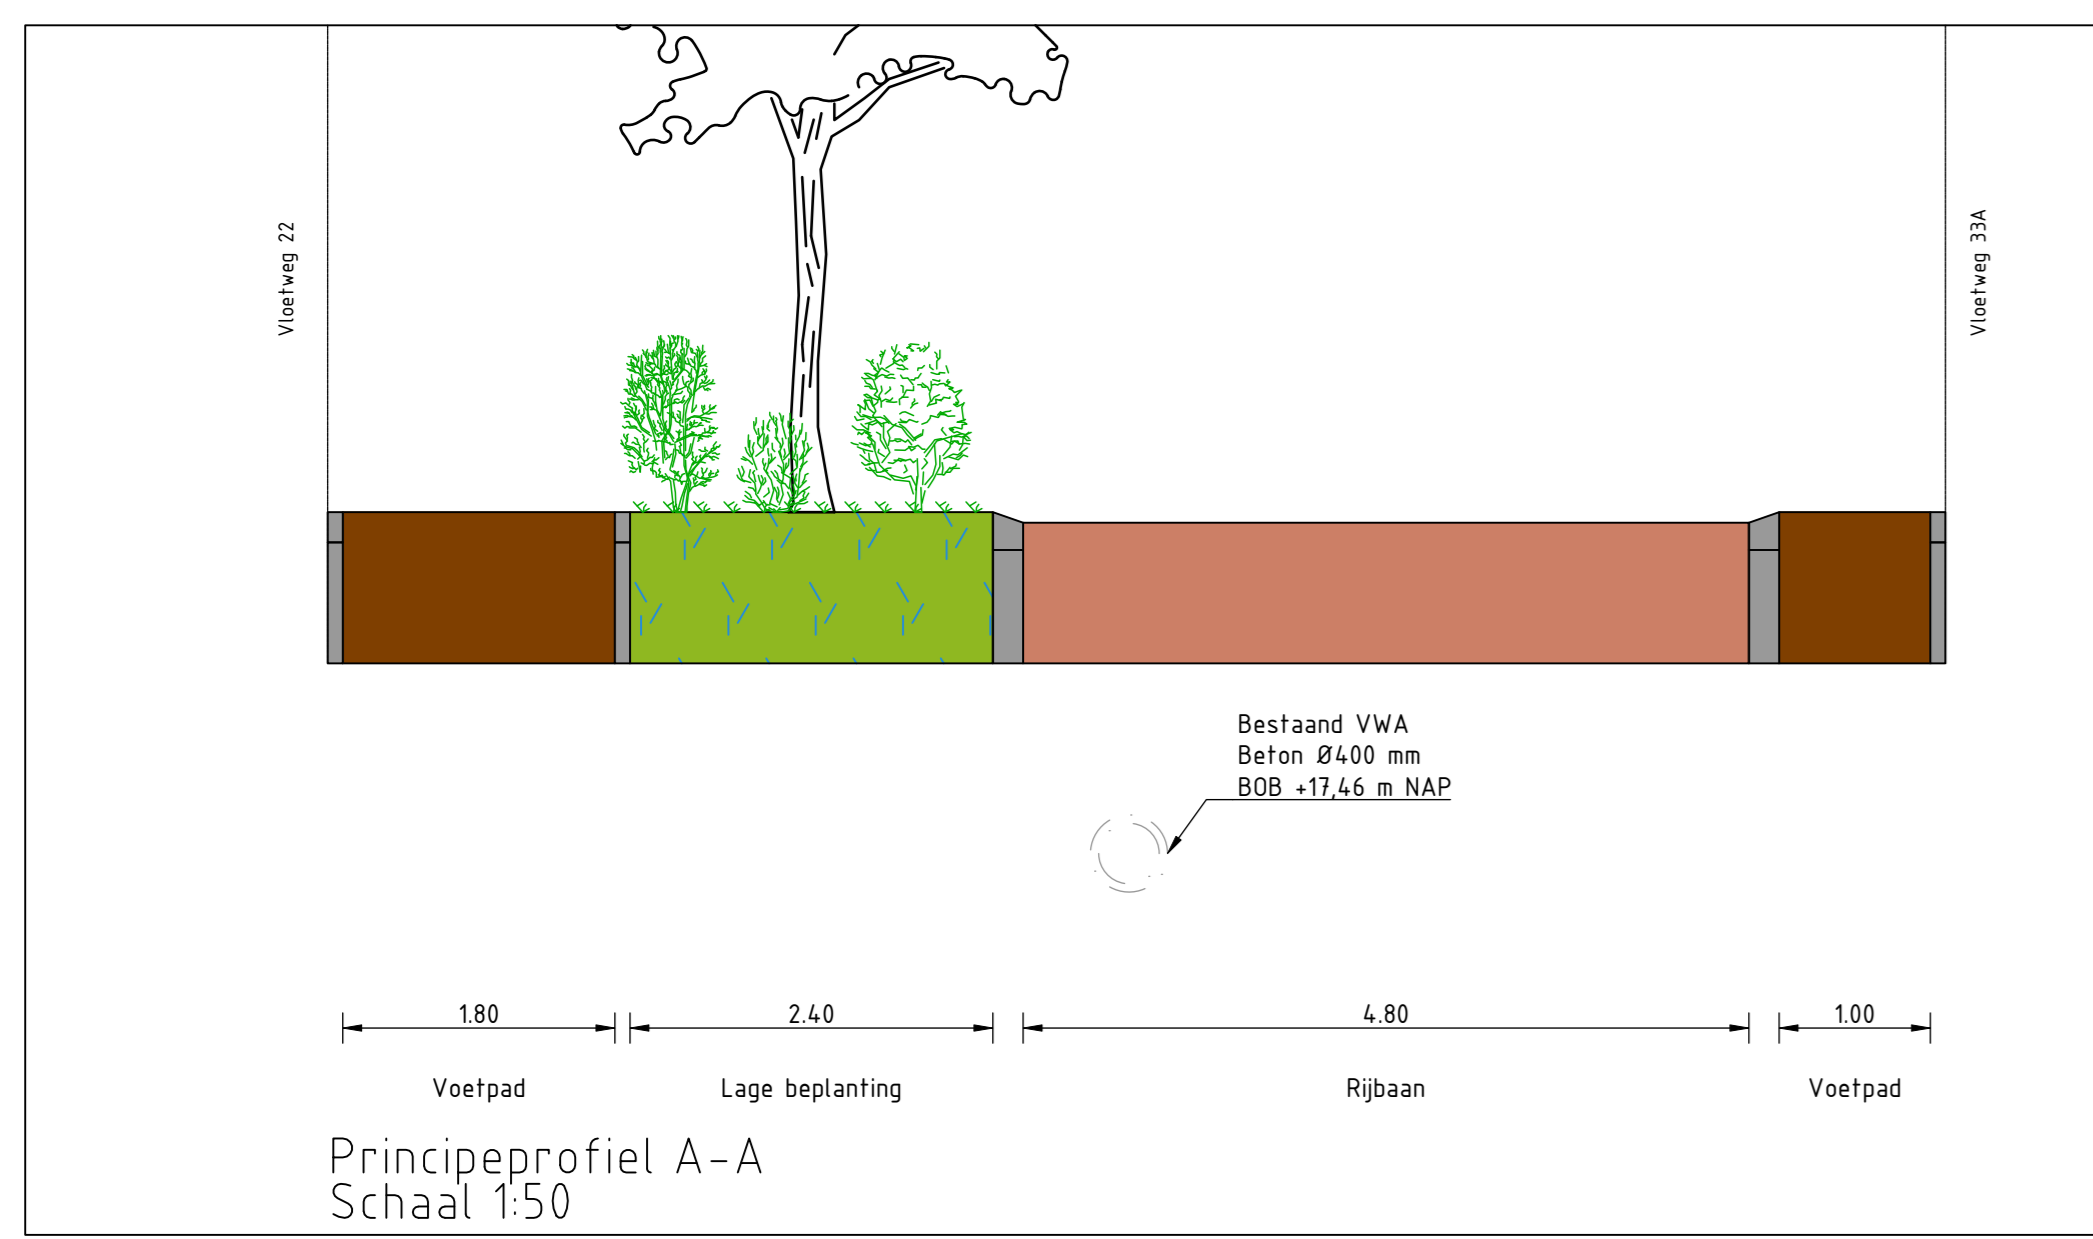 Vloetweg 22
Vloetweg 33A
Bestaand VWA
Beton Ø400 mm
BOB +17,46 m NAP
1.80
2.40
4.80
1.00
Voetpad
Lage beplanting
Rijbaan
Voetpad
Principeprofiel A-A
Schaal 1:50